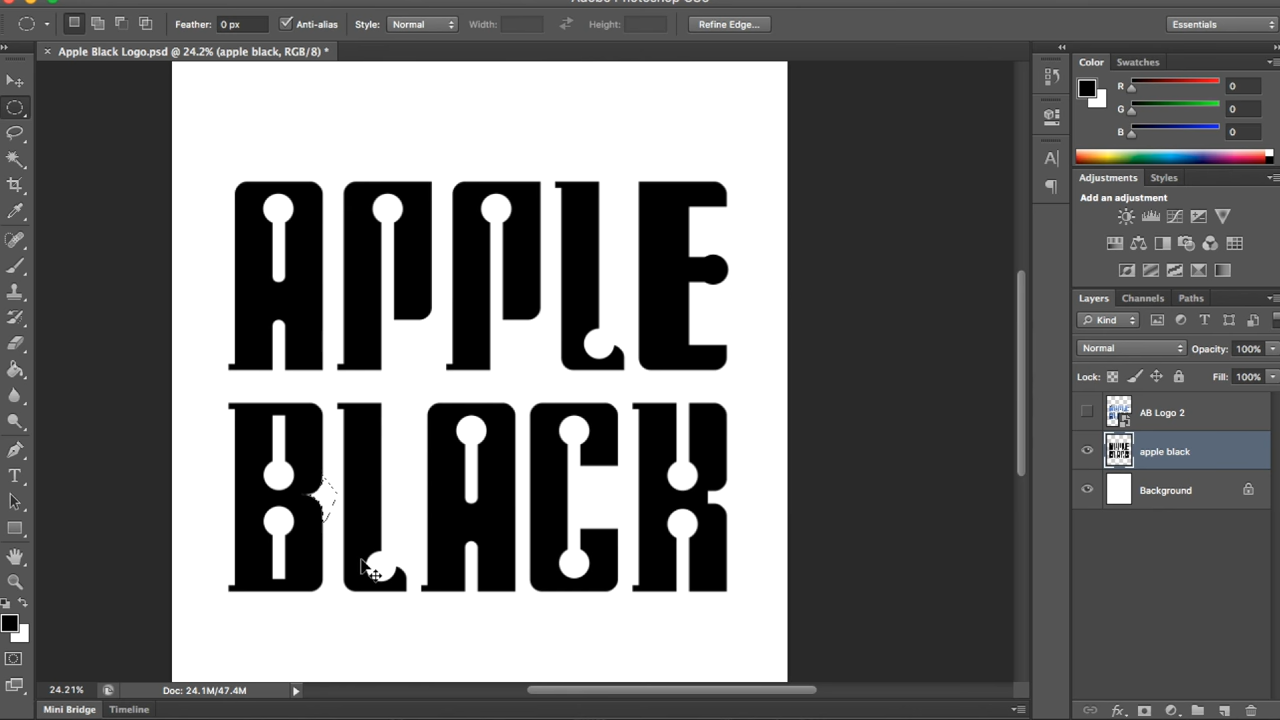 Feather: 0 px Anti-alias Style: Normal Width: Height: Refine Edge... Essentials
× Apple Black Logo.psd @ 24.2% (apple black, RGB/8) *
Color Swatches
R 0
G 0
B 0
Adjustments Styles
Add an adjustment
Layers Channels Paths
Kind
Normal Opacity: 100%
Lock: Fill: 100%
AB Logo 2
apple black
Background
APPLE
BLACK
24.21% Doc: 24.1M/47.4M
Mini Bridge Timeline